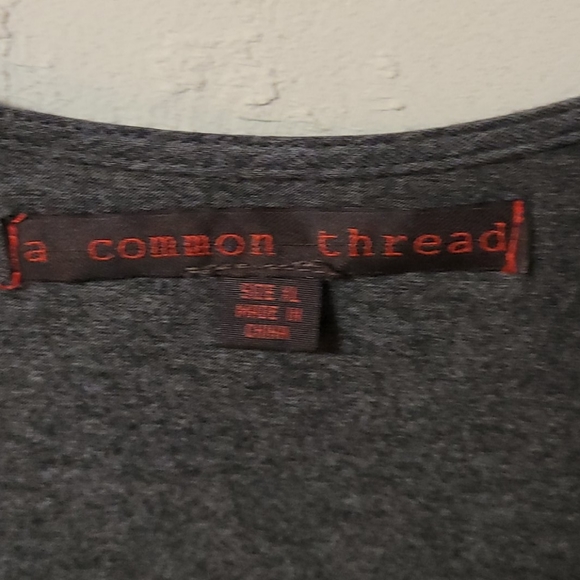 a common thread
SIZE XL
MADE IN
CHINA